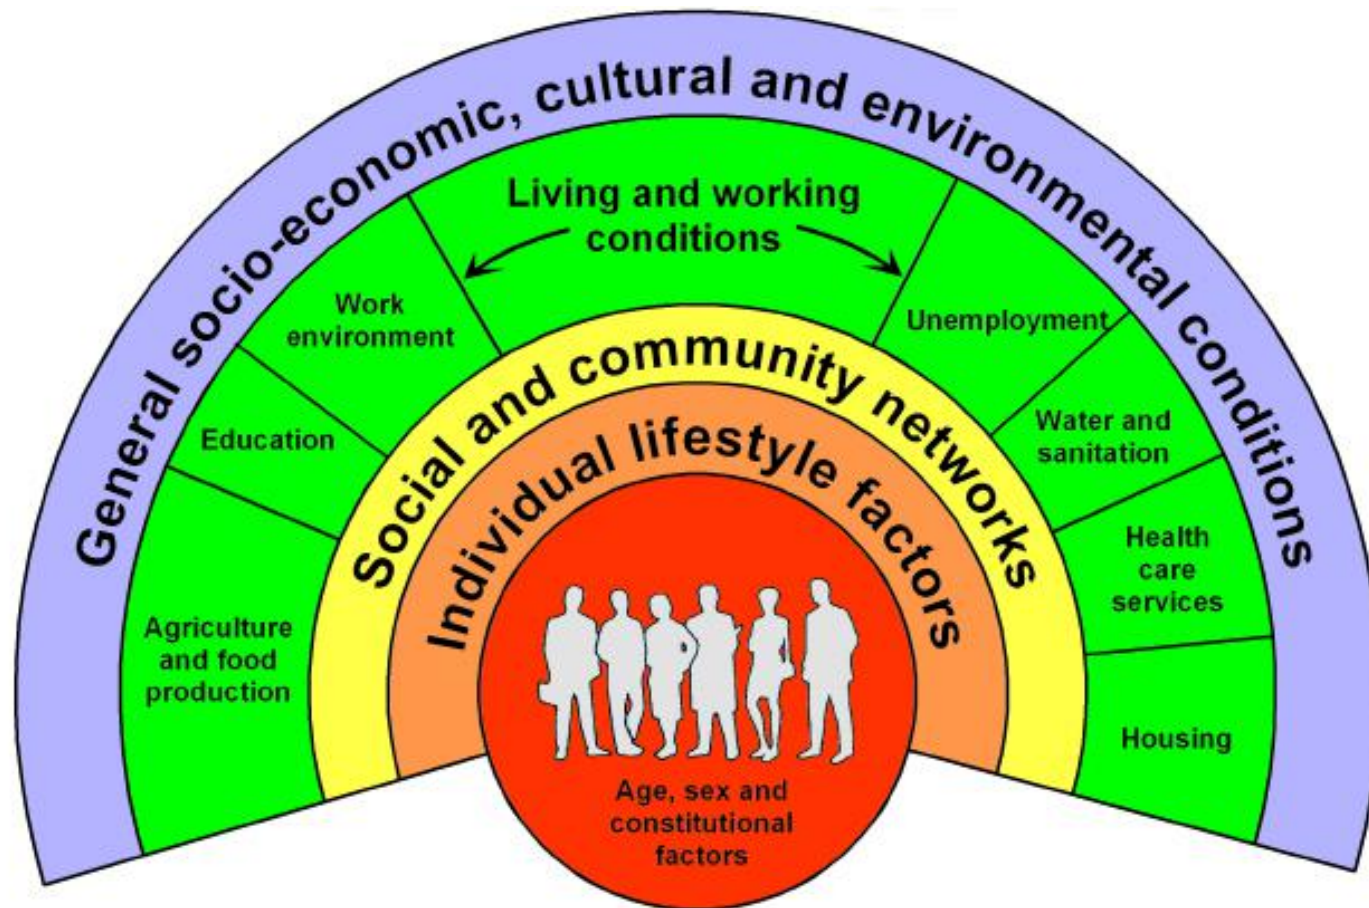 General socio-economic, cultural and environmental conditions
Living and working
conditions
Work
environment
Unemployment
Education
Water and
sanitation
Agriculture
and food
production
Health
care
services
Housing
Social and community networks
Individual lifestyle factors
Age, sex and
constitutional
factors